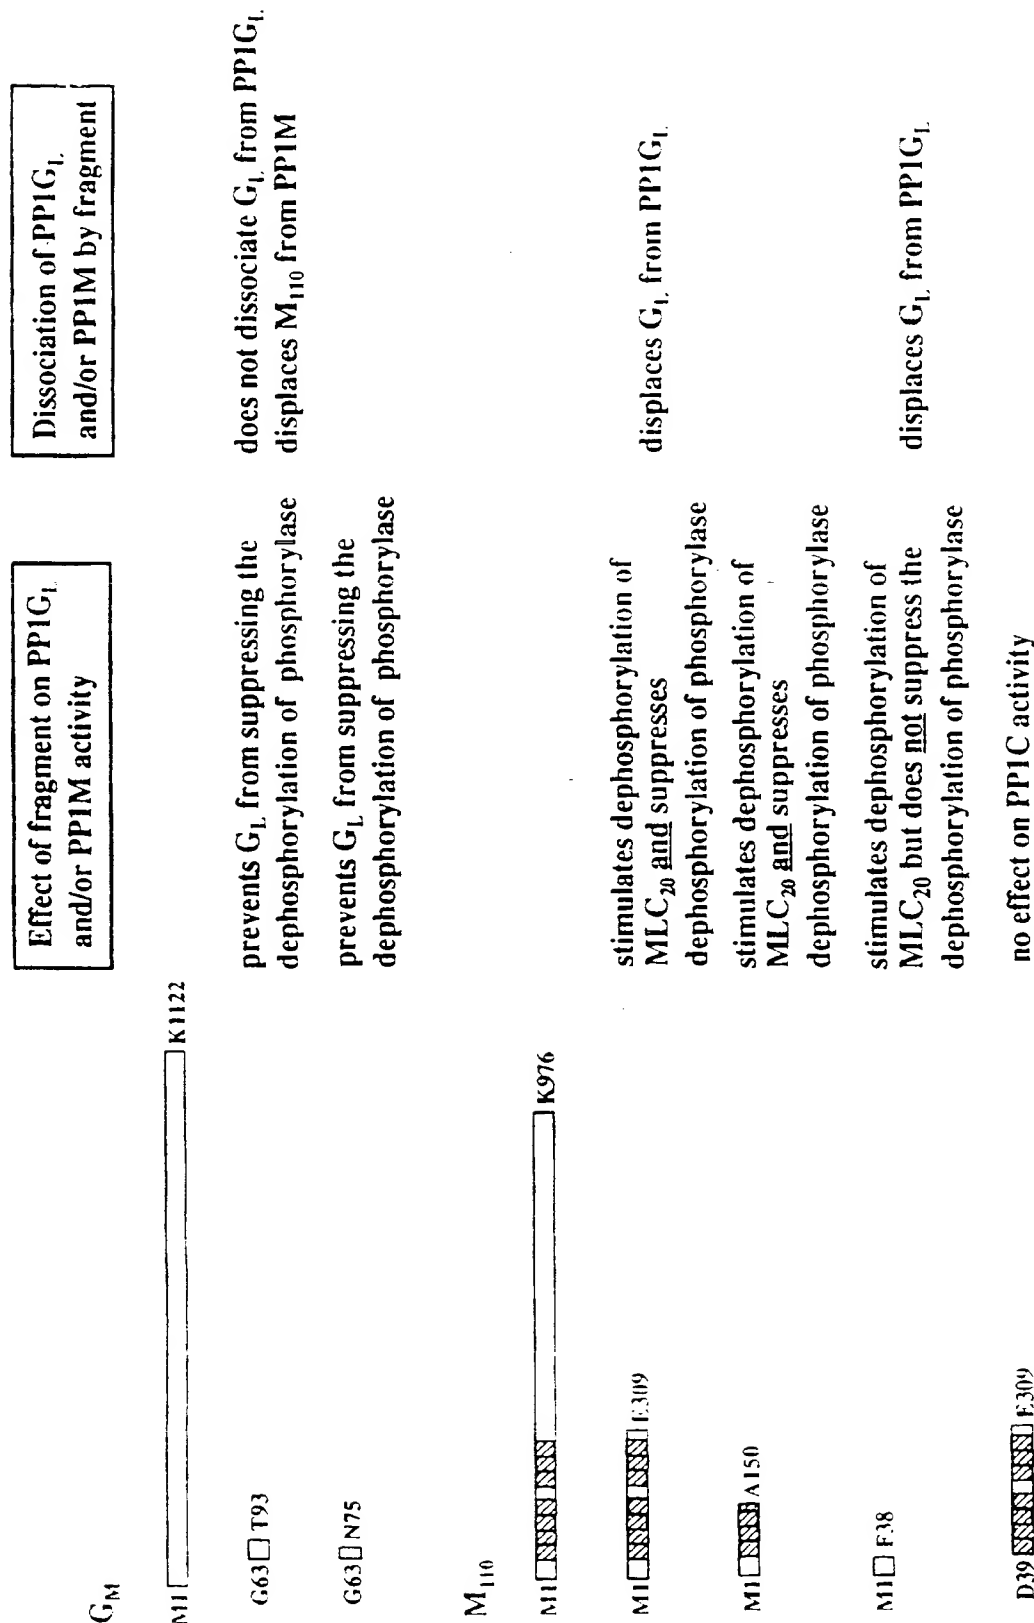 Effect of fragment on PP1G_L
and/or PP1M activity
Dissociation of PP1G_L
and/or PP1M by fragment
G_M
M1 K1122
G63 T93
prevents G_L from suppressing the
dephosphorylation of phosphorylase
does not dissociate G_L from PP1G_L
displaces M_110 from PP1M
G63 N75
prevents G_L from suppressing the
dephosphorylation of phosphorylase
M_110
M1 K976
M1 E309
stimulates dephosphorylation of
MLC_20 and suppresses
dephosphorylation of phosphorylase
displaces G_L from PP1G_L
M1 A150
stimulates dephosphorylation of
MLC_20 and suppresses
dephosphorylation of phosphorylase
M1 F38
stimulates dephosphorylation of
MLC_20 but does not suppress the
dephosphorylation of phosphorylase
displaces G_L from PP1G_L
D39 E309
no effect on PP1C activity